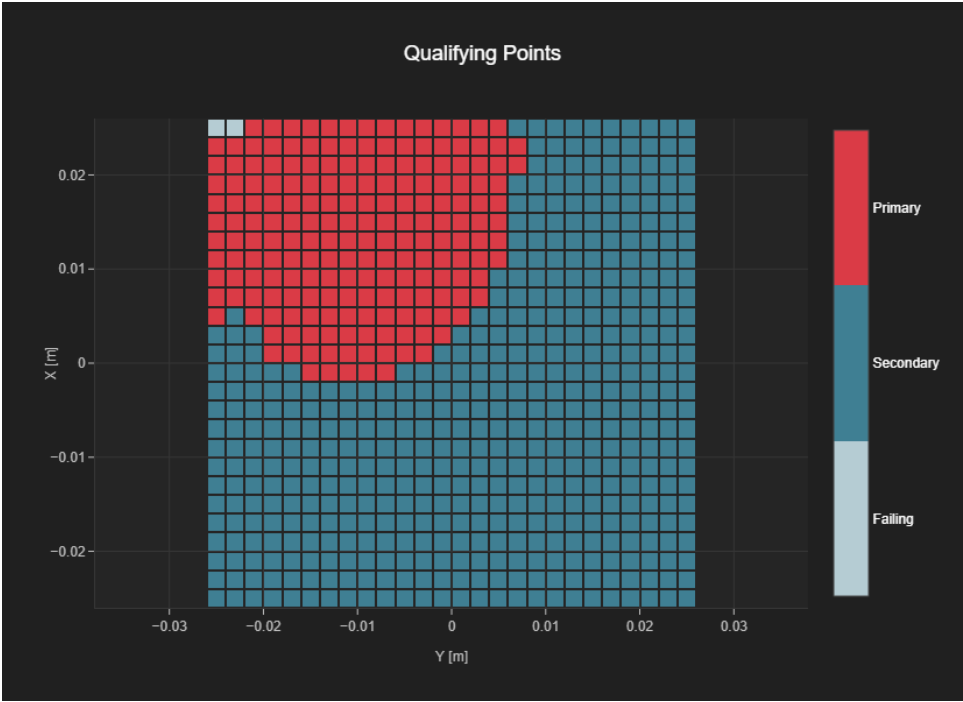 Qualifying Points
0.02
0.01
0
−0.01
−0.02
X [m]
−0.03
−0.02
−0.01
0
0.01
0.02
0.03
Y [m]
Primary
Secondary
Failing